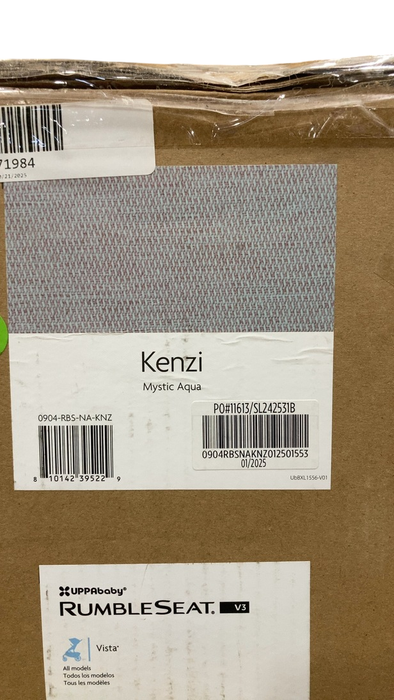 71984
Kenzi
Mystic Aqua
0904-RBS-NA-KNZ
8 10142 39522 9
PO#11613/SL242531B
0904RBSNAKNZ012501553
01/2025
UbBXL1556-V01
UPPAbaby®
RUMBLESEAT. V3
Vista®
All models
Todos los modelos
Tous les modèles